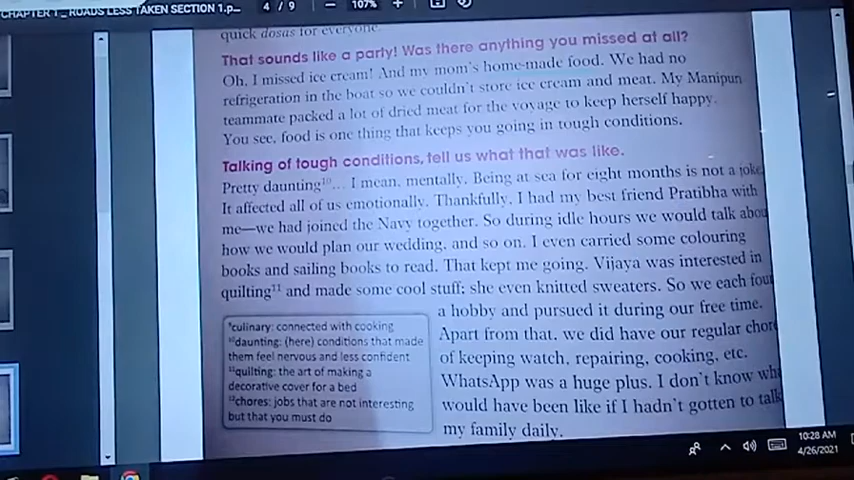 CHAPTER 1 _ ROADS LESS TAKEN SECTION 1.p...
4 / 9
107%
quick dosas for everyone.
That sounds like a party! Was there anything you missed at all?
Oh, I missed ice cream! And my mom's home-made food. We had no
refrigeration in the boat so we couldn't store ice cream and meat. My Manipuri
teammate packed a lot of dried meat for the voyage to keep herself happy.
You see, food is one thing that keeps you going in tough conditions.
Talking of tough conditions, tell us what that was like.
Pretty daunting¹⁰... I mean, mentally. Being at sea for eight months is not a joke.
It affected all of us emotionally. Thankfully, I had my best friend Pratibha with
me—we had joined the Navy together. So during idle hours we would talk abou
how we would plan our wedding, and so on. I even carried some colouring
books and sailing books to read. That kept me going. Vijaya was interested in
quilting¹¹ and made some cool stuff; she even knitted sweaters. So we each four
a hobby and pursued it during our free time.
Apart from that, we did have our regular chor
of keeping watch, repairing, cooking, etc.
WhatsApp was a huge plus. I don't know wh
would have been like if I hadn't gotten to talk
my family daily.
⁹culinary: connected with cooking
¹⁰daunting: (here) conditions that made
them feel nervous and less confident
¹¹quilting: the art of making a
decorative cover for a bed
¹²chores: jobs that are not interesting
but that you must do
10:28 AM
4/26/2021